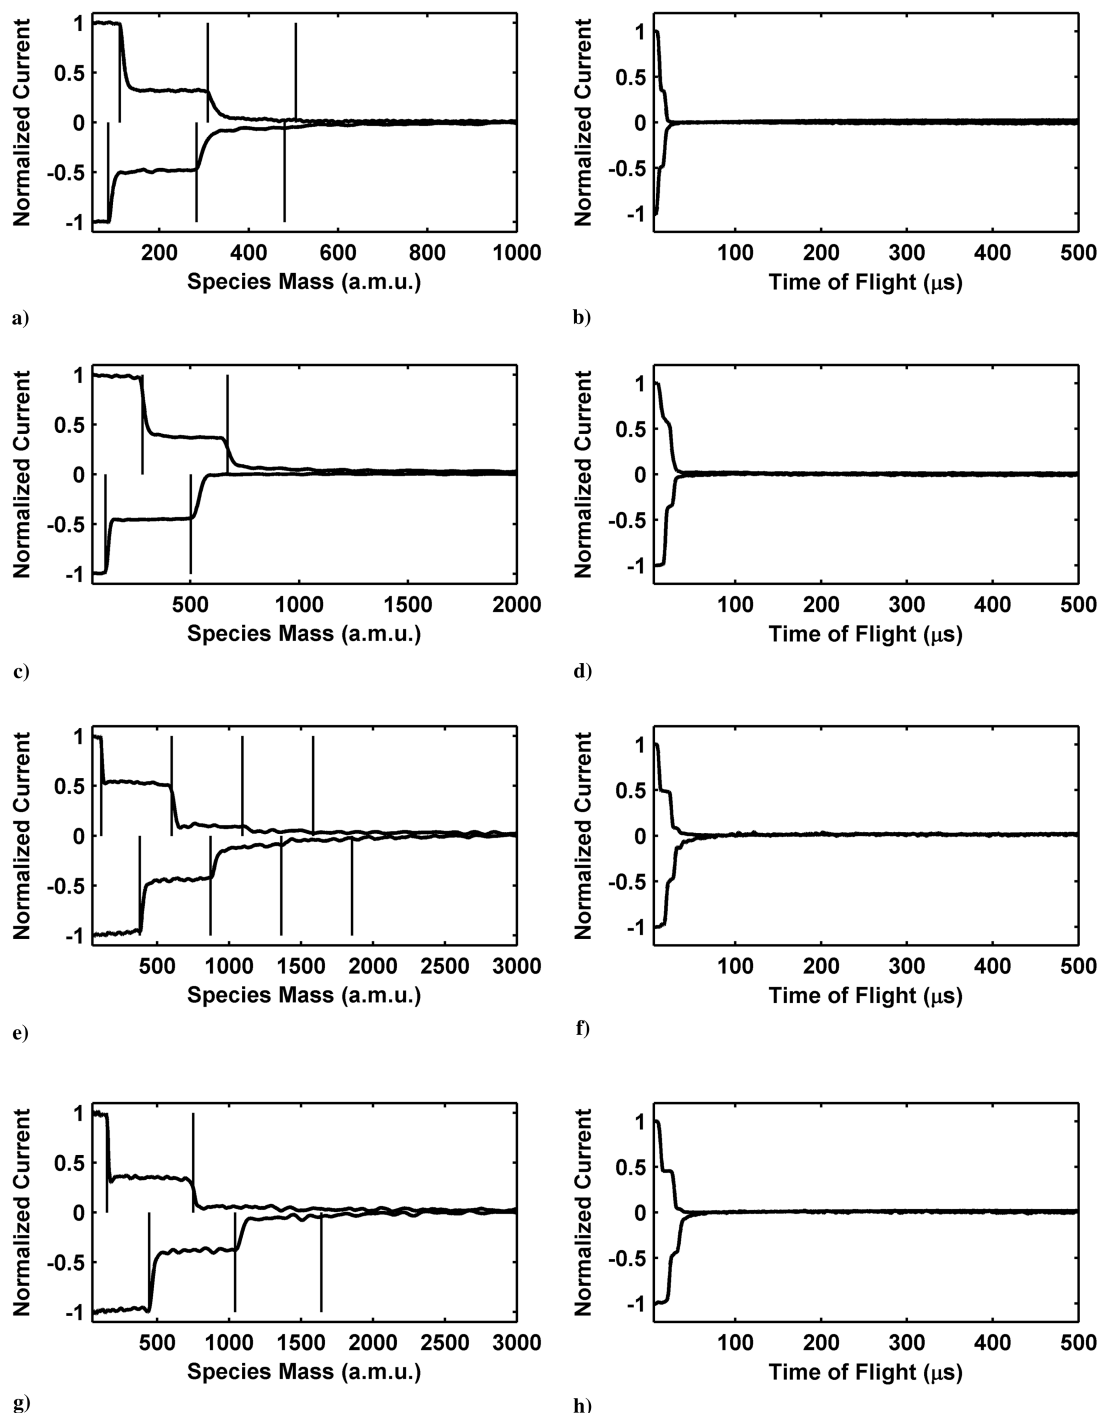 Normalized Current
1
0.5
0
-0.5
-1
200 400 600 800 1000
Species Mass (a.m.u.)
a)
Normalized Current
1
0.5
0
-0.5
-1
100 200 300 400 500
Time of Flight (μs)
b)
Normalized Current
1
0.5
0
-0.5
-1
500 1000 1500 2000
Species Mass (a.m.u.)
c)
Normalized Current
1
0.5
0
-0.5
-1
100 200 300 400 500
Time of Flight (μs)
d)
Normalized Current
1
0.5
0
-0.5
-1
500 1000 1500 2000 2500 3000
Species Mass (a.m.u.)
e)
Normalized Current
1
0.5
0
-0.5
-1
100 200 300 400 500
Time of Flight (μs)
f)
Normalized Current
1
0.5
0
-0.5
-1
500 1000 1500 2000 2500 3000
Species Mass (a.m.u.)
g)
Normalized Current
1
0.5
0
-0.5
-1
100 200 300 400 500
Time of Flight (μs)
h)